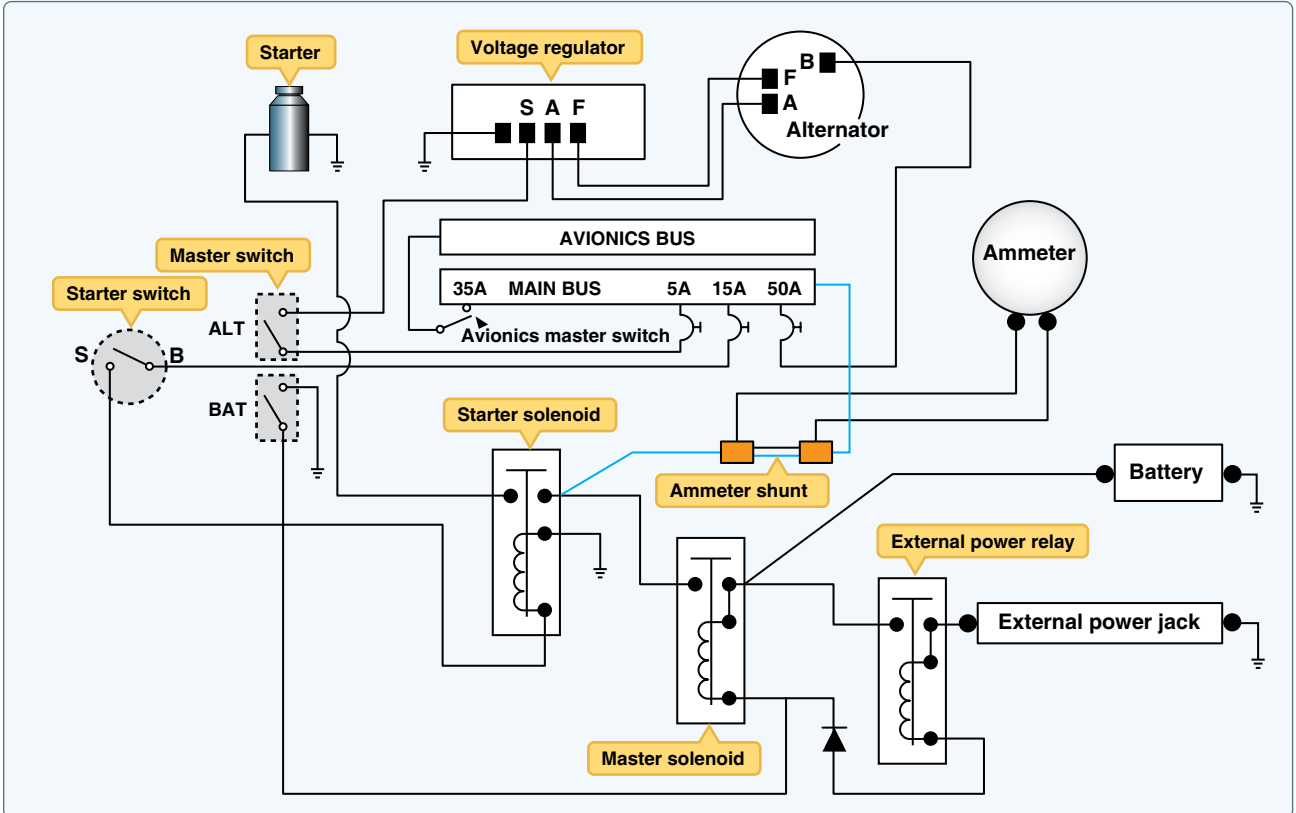 Starter
Voltage regulator
B
F
S A F
A
Alternator
AVIONICS BUS
Ammeter
Master switch
Starter switch
35A MAIN BUS 5A 15A 50A
ALT
Avionics master switch
S B
BAT
Starter solenoid
Ammeter shunt
Battery
External power relay
External power jack
Master solenoid